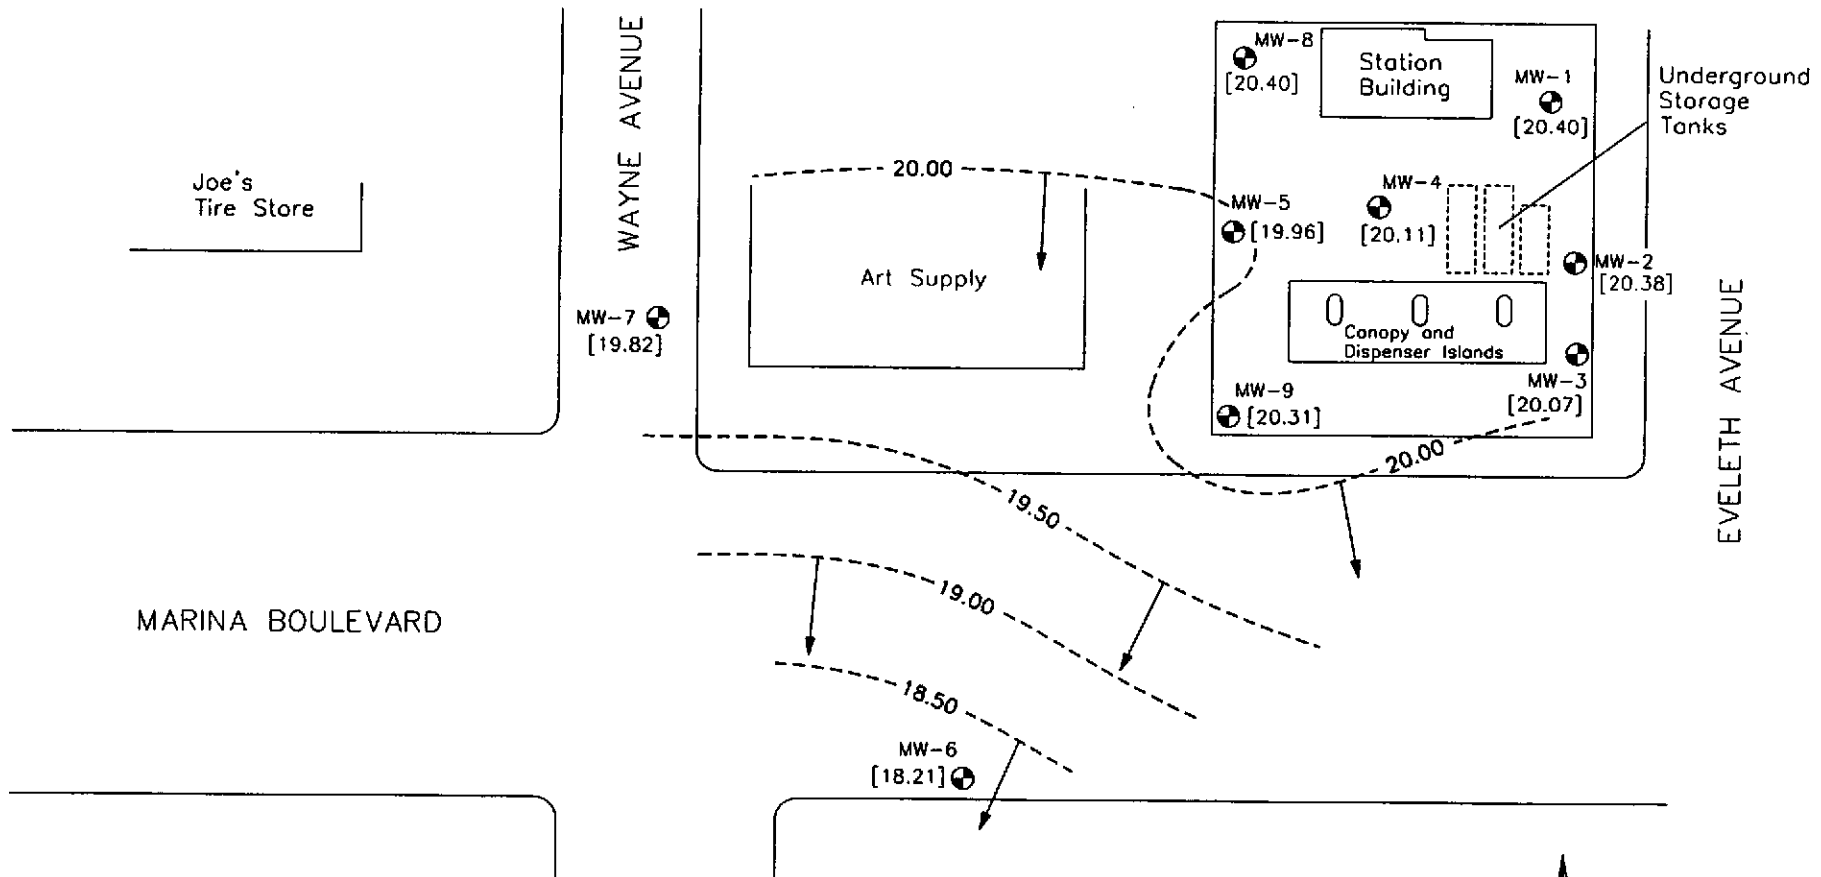 WAYNE AVENUE
MW-8
[20.40]
Station
Building
MW-1
[20.40]
Underground
Storage
Tanks
Joe's
Tire Store
20.00
MW-5
[19.96]
MW-4
[20.11]
MW-2
[20.38]
Art Supply
MW-7
[19.82]
Canopy and
Dispenser Islands
MW-3
[20.07]
MW-9
[20.31]
EVELETH AVENUE
20.00
19.50
19.00
MARINA BOULEVARD
18.50
MW-6
[18.21]